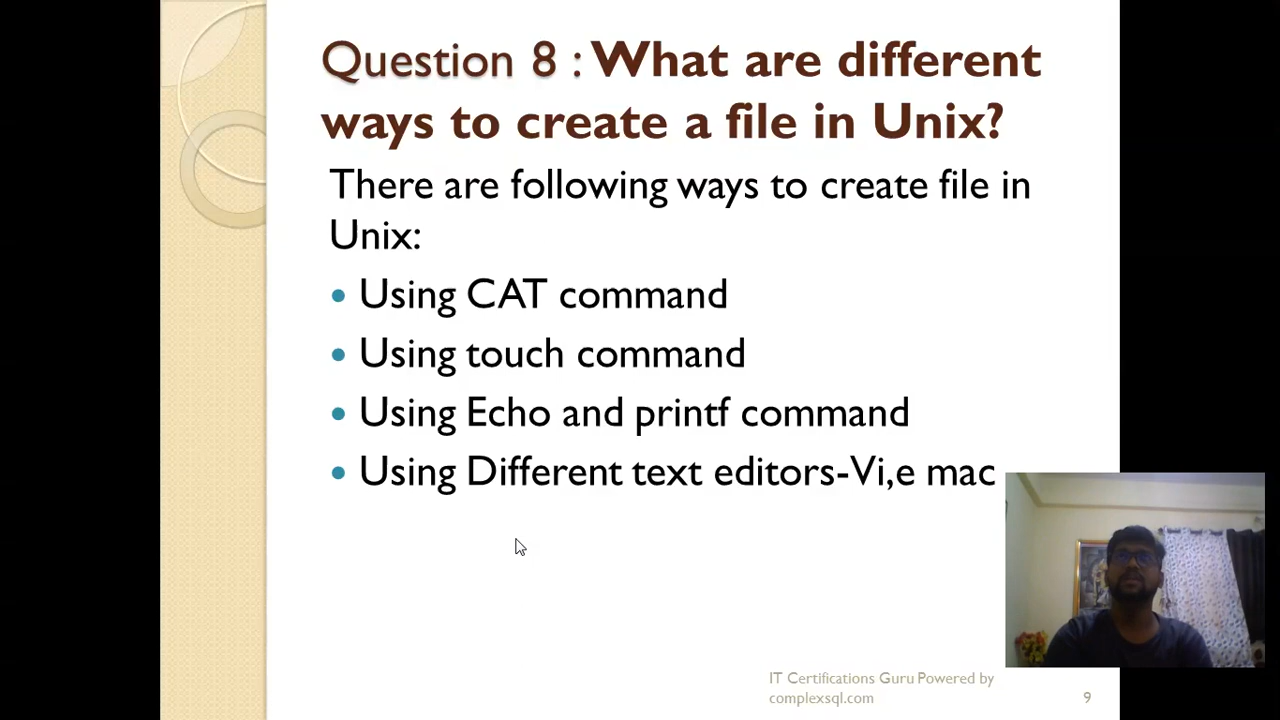 Question 8 : What are different
ways to create a file in Unix?
There are following ways to create file in
Unix:
• Using CAT command
• Using touch command
• Using Echo and printf command
• Using Different text editors-Vi,e mac
IT Certifications Guru Powered by
complexsql.com
9